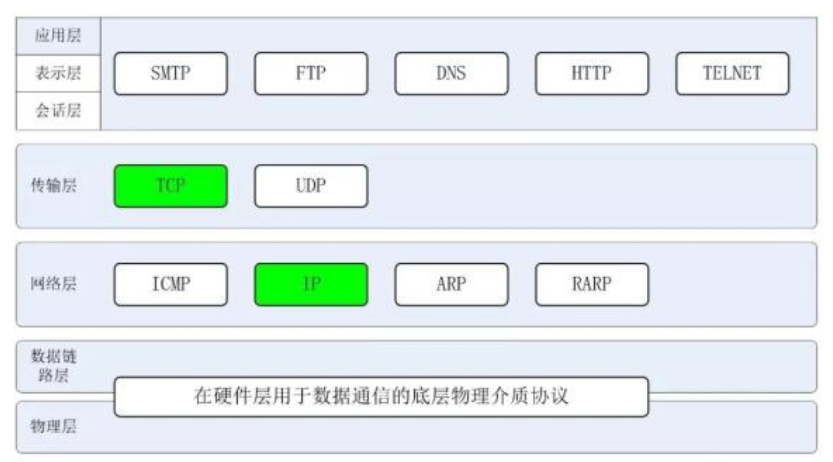 应用层
表示层
会话层
SMTP FTP DNS HTTP TELNET
传输层 TCP UDP
网络层 ICMP IP ARP RARP
数据链
路层
在硬件层用于数据通信的底层物理介质协议
物理层